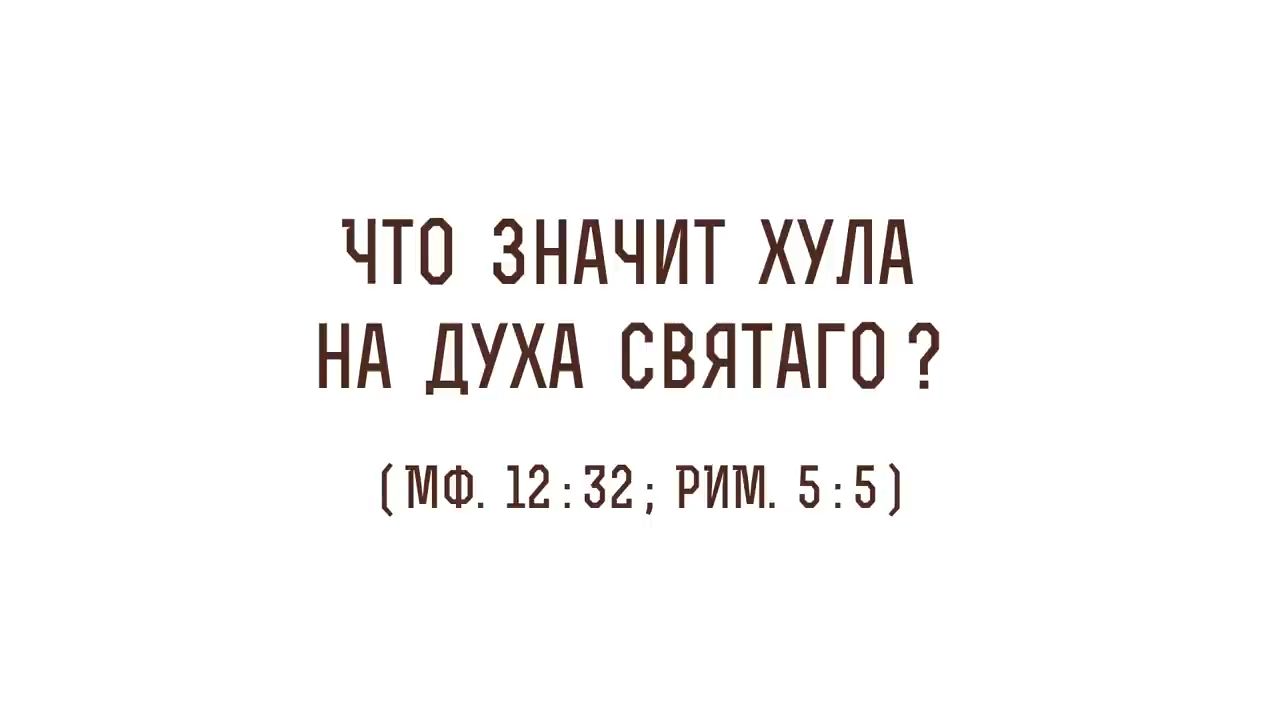 ЧТО ЗНАЧИТ ХУЛА
НА ДУХА СВЯТАГО?
(МФ. 12:32; РИМ. 5:5)